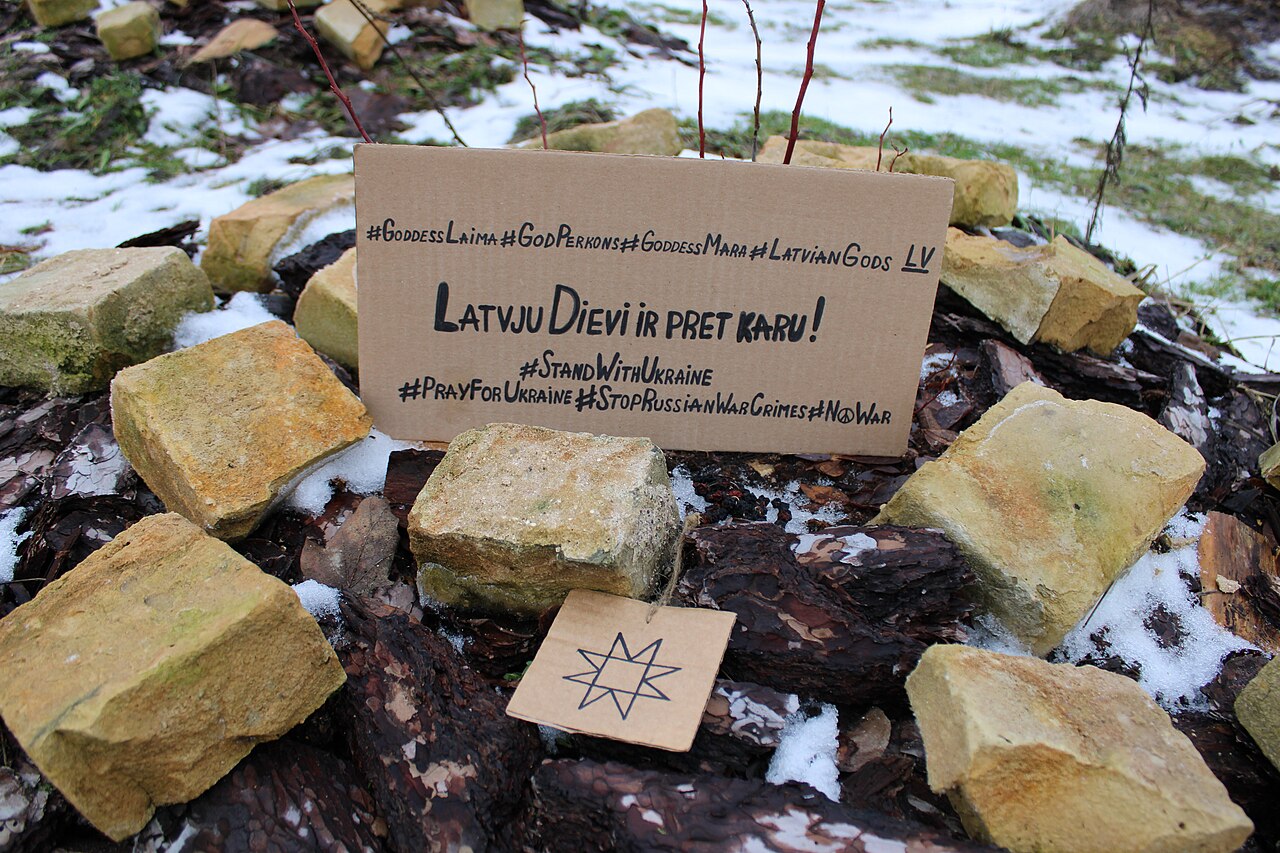 #GoddessLaima #GodPerkons #GoddessMara #LatvianGods LV
Latvju Dievi ir pret karu!
#StandWithUkraine
#PrayForUkraine #StopRussianWarCrimes #NoWar